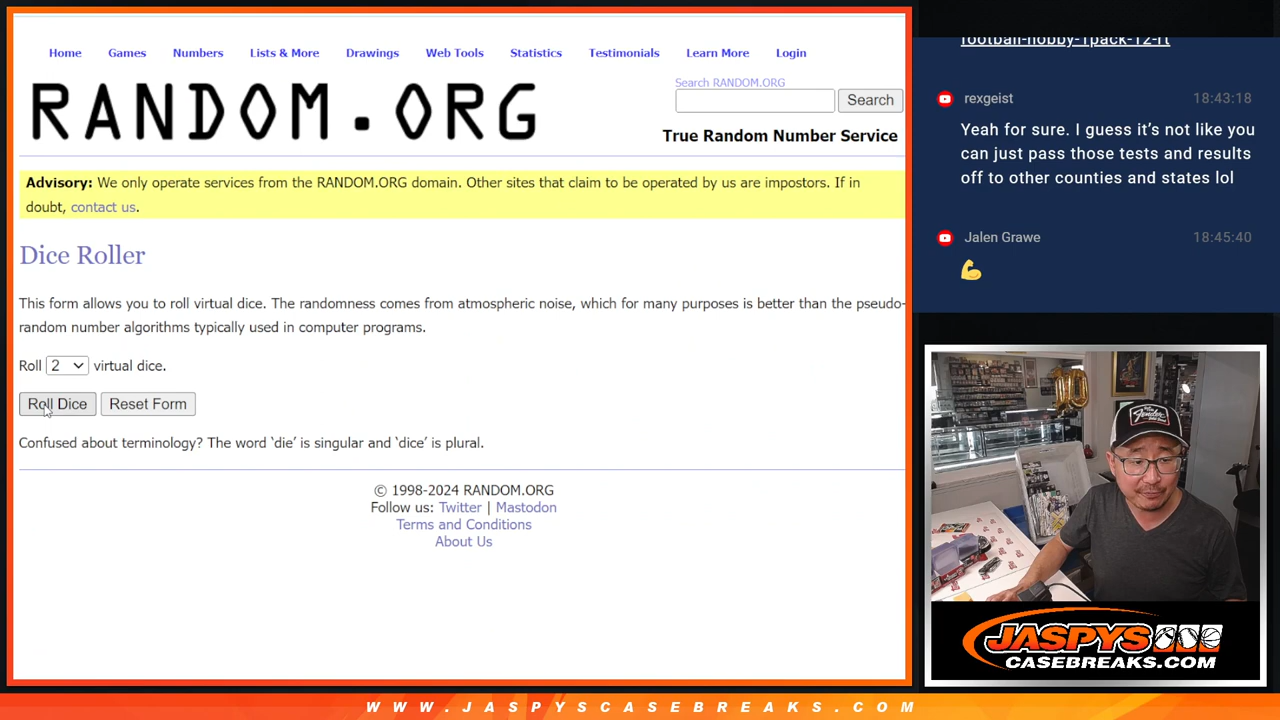 Home Games Numbers Lists & More Drawings Web Tools Statistics Testimonials Learn More Login
RANDOM.ORG
Search RANDOM.ORG
Search
True Random Number Service
Advisory: We only operate services from the RANDOM.ORG domain. Other sites that claim to be operated by us are impostors. If in
doubt, contact us.
Dice Roller
This form allows you to roll virtual dice. The randomness comes from atmospheric noise, which for many purposes is better than the pseudo-
random number algorithms typically used in computer programs.
Roll 2 virtual dice.
Roll Dice Reset Form
Confused about terminology? The word ‘die’ is singular and ‘dice’ is plural.
© 1998-2024 RANDOM.ORG
Follow us: Twitter | Mastodon
Terms and Conditions
About Us
football-hobby-1pack-12-rt
rexgeist 18:43:18
Yeah for sure. I guess it’s not like you
can just pass those tests and results
off to other counties and states lol
Jalen Grawe 18:45:40
💪
10
Fender
JASPYS
CASEBREAKS.COM
WWW.JASPYSCASEBREAKS.COM